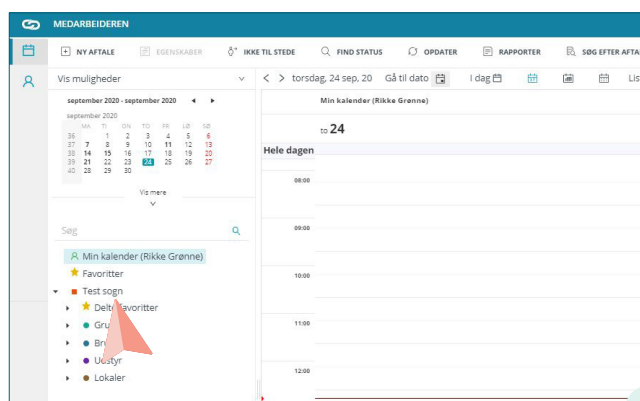 MEDARBEIDEREN
NY AFTALE EGENSKABER IKKE TIL STEDE FIND STATUS OPDATER RAPPORTER SØG EFTER AFTA
Vis muligheder
torsdag, 24 sep, 20 Gå til dato I dag Lis
september 2020 - september 2020
september 2020
MA TI ON TO FR LØ SØ
36 1 2 3 4 5 6
37 7 8 9 10 11 12 13
38 14 15 16 17 18 19 20
39 21 22 23 24 25 26 27
40 28 29 30
Vis mere
Søg
Min kalender (Rikke Grønne)
Favoritter
Test sogn
Delte favoritter
Gru
Br
Udstyr
Lokaler
Min kalender (Rikke Grønne)
to 24
Hele dagen
08:00
09:00
10:00
11:00
12:00